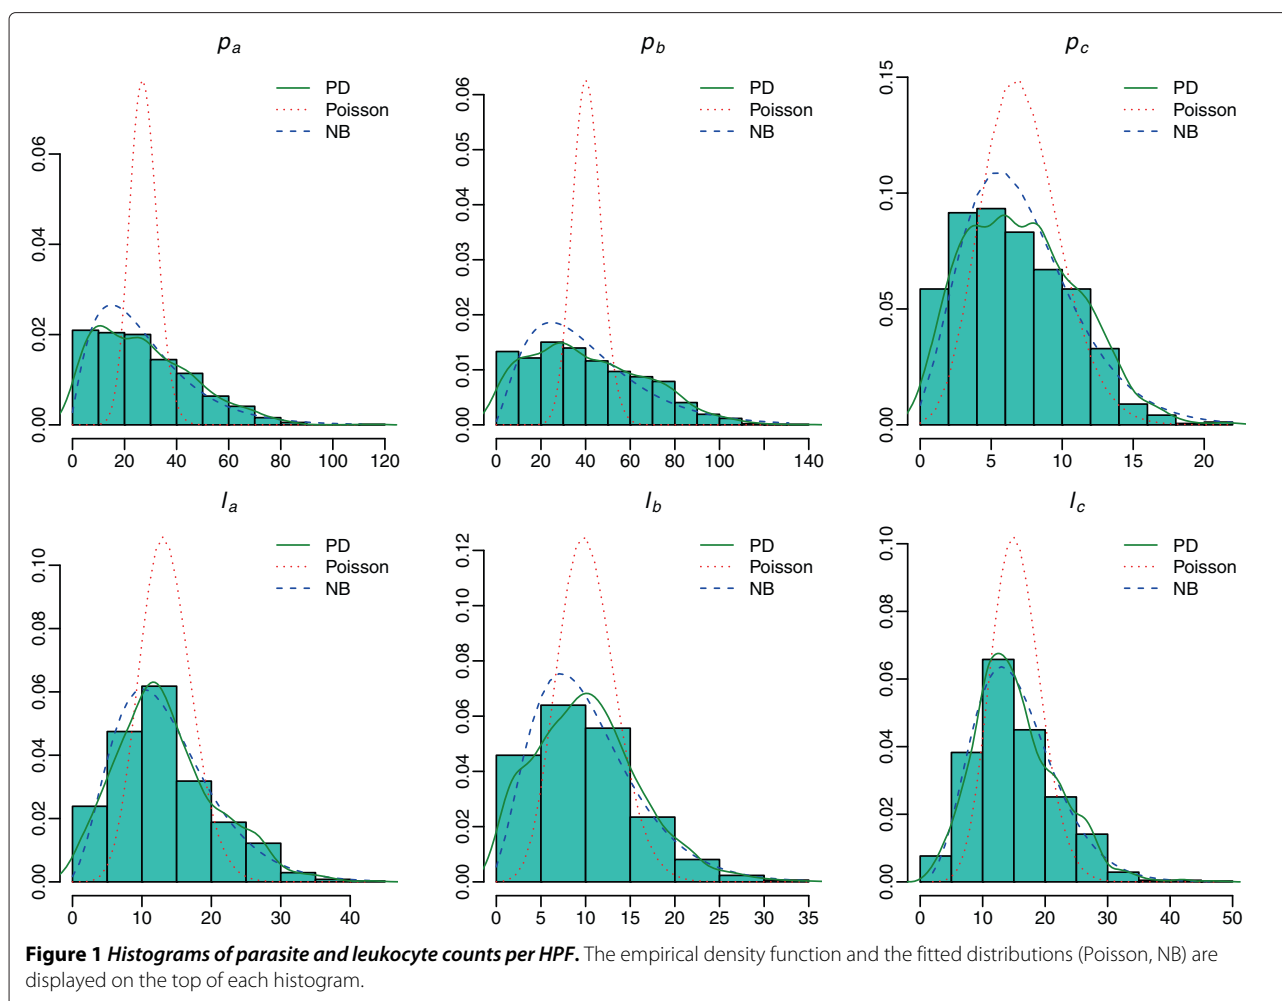 p a
PD
Poisson
NB
0.00 0.02 0.04 0.06
0 20 40 60 80 100 120
p b
PD
Poisson
NB
0.00 0.01 0.02 0.03 0.04 0.05 0.06
0 20 40 60 80 100 140
p c
PD
Poisson
NB
0.00 0.05 0.10 0.15
0 5 10 15 20
l a
PD
Poisson
NB
0.00 0.02 0.04 0.06 0.08 0.10
0 10 20 30 40
l b
PD
Poisson
NB
0.00 0.02 0.04 0.06 0.08 0.10 0.12
0 5 10 15 20 25 30 35
l c
PD
Poisson
NB
0.00 0.02 0.04 0.06 0.08 0.10
0 10 20 30 40 50
Figure 1 Histograms of parasite and leukocyte counts per HPF. The empirical density function and the fitted distributions (Poisson, NB) are
displayed on the top of each histogram.